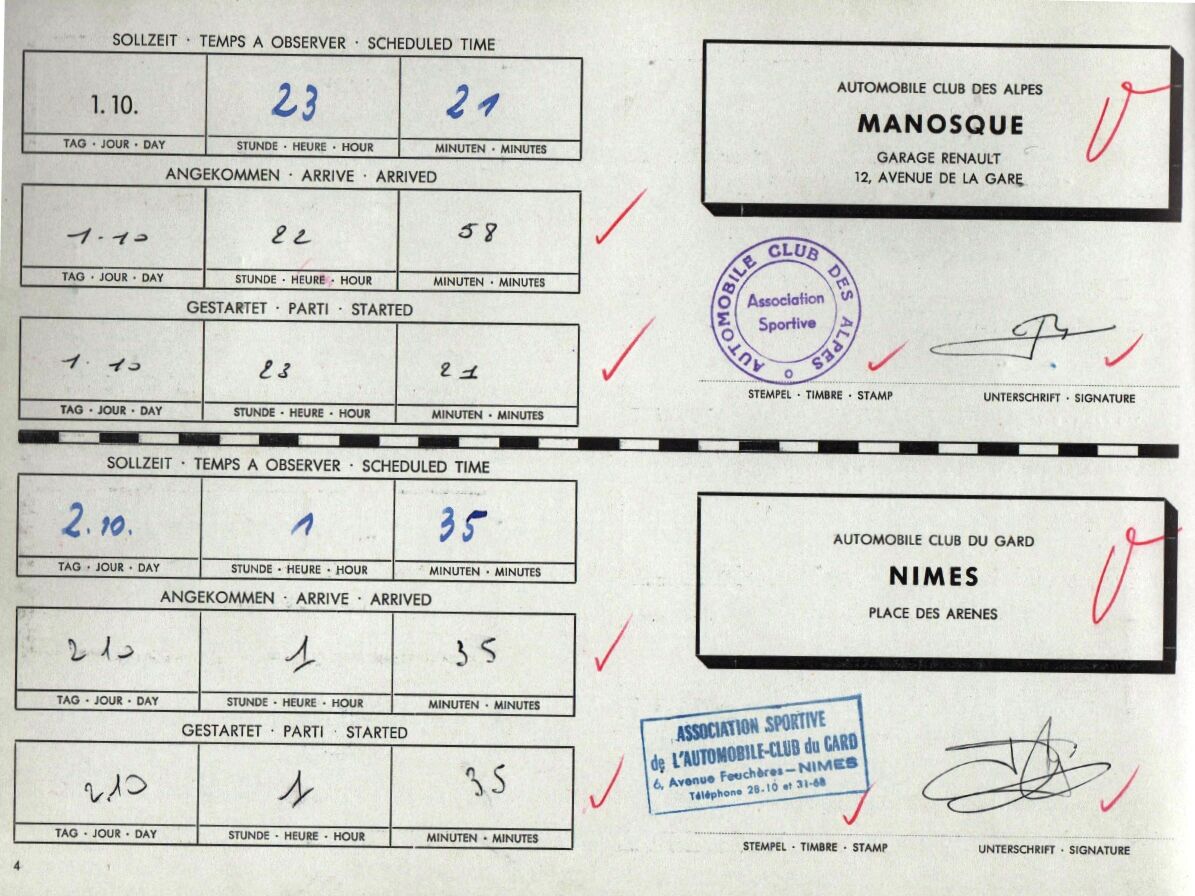 SOLLZEIT · TEMPS A OBSERVER · SCHEDULED TIME
1.10. 23 21
TAG · JOUR · DAY STUNDE · HEURE · HOUR MINUTEN · MINUTES
ANGEKOMMEN · ARRIVE · ARRIVED
1.10 22 58
TAG · JOUR · DAY STUNDE · HEURE · HOUR MINUTEN · MINUTES
GESTARTET · PARTI · STARTED
1.10 23 21
TAG · JOUR · DAY STUNDE · HEURE · HOUR MINUTEN · MINUTES
AUTOMOBILE CLUB DES ALPES
MANOSQUE
GARAGE RENAULT
12, AVENUE DE LA GARE
AUTOMOBILE CLUB DES ALPES
Association
Sportive
STEMPEL · TIMBRE · STAMP UNTERSCHRIFT · SIGNATURE
SOLLZEIT · TEMPS A OBSERVER · SCHEDULED TIME
2.10. 1 35
TAG · JOUR · DAY STUNDE · HEURE · HOUR MINUTEN · MINUTES
ANGEKOMMEN · ARRIVE · ARRIVED
2 10 1 35
TAG · JOUR · DAY STUNDE · HEURE · HOUR MINUTEN · MINUTES
GESTARTET · PARTI · STARTED
2.10 1 35
TAG · JOUR · DAY STUNDE · HEURE · HOUR MINUTEN · MINUTES
AUTOMOBILE CLUB DU GARD
NIMES
PLACE DES ARENES
ASSOCIATION SPORTIVE
de L'AUTOMOBILE-CLUB du GARD
6, Avenue Feuchères — NIMES
Téléphone 28-10 et 31-68
STEMPEL · TIMBRE · STAMP UNTERSCHRIFT · SIGNATURE
4